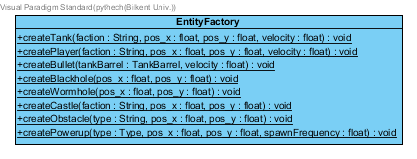 Visual Paradigm Standard(pythech(Bilkent Univ.))
EntityFactory
+createTank(faction : String, pos_x : float, pos_y : float, velocity : float) : void
+createPlayer(faction : String, pos_x : float, pos_y : float, velocity : float) : void
+createBullet(tankBarrel : TankBarrel, velocity : float) : void
+createBlackhole(pos_x : float, pos_y : float) : void
+createWormhole(pos_x : float, pos_y : float) : void
+createCastle(faction : String, pos_x : float, pos_y : float) : void
+createObstacle(type : String, pos_x : float, pos_y : float) : void
+createPowerup(type : Type, pos_x : float, pos_y : float, spawnFrequency : float) : void